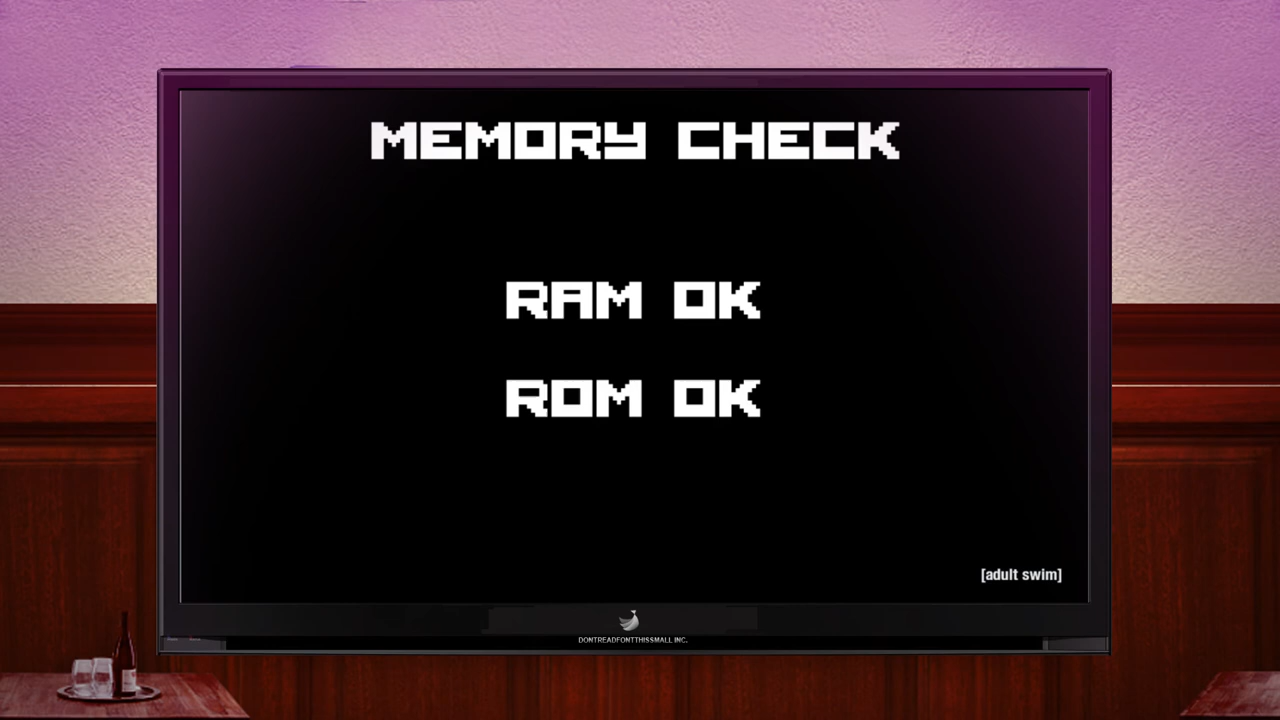 MEMORY CHECK
RAM OK
ROM OK
[adult swim]
DONTREADFONTTHISSMALL INC.